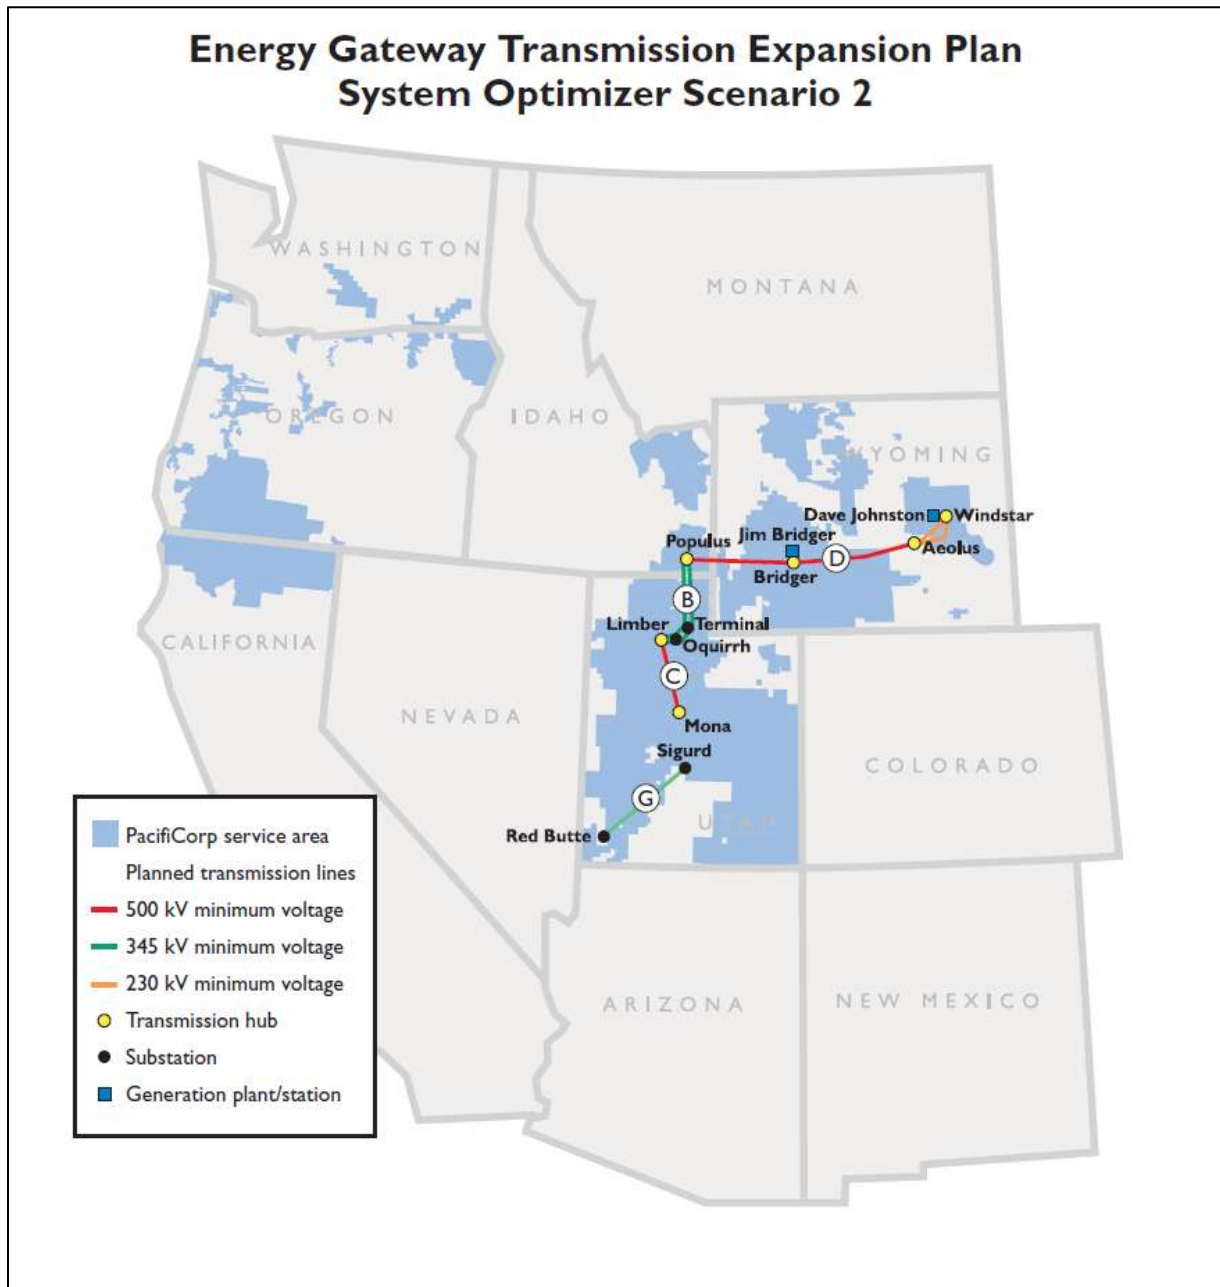 Energy Gateway Transmission Expansion Plan
System Optimizer Scenario 2
WASHINGTON
MONTANA
OREGON
IDAHO
WYOMING
Dave Johnston
Windstar
Jim Bridger
Populus
Aeolus
D
Bridger
B
Limber
Terminal
Oquirrh
CALIFORNIA
C
NEVADA
Mona
Sigurd
COLORADO
G
UTAH
Red Butte
PacifiCorp service area
Planned transmission lines
500 kV minimum voltage
345 kV minimum voltage
230 kV minimum voltage
Transmission hub
Substation
Generation plant/station
ARIZONA
NEW MEXICO